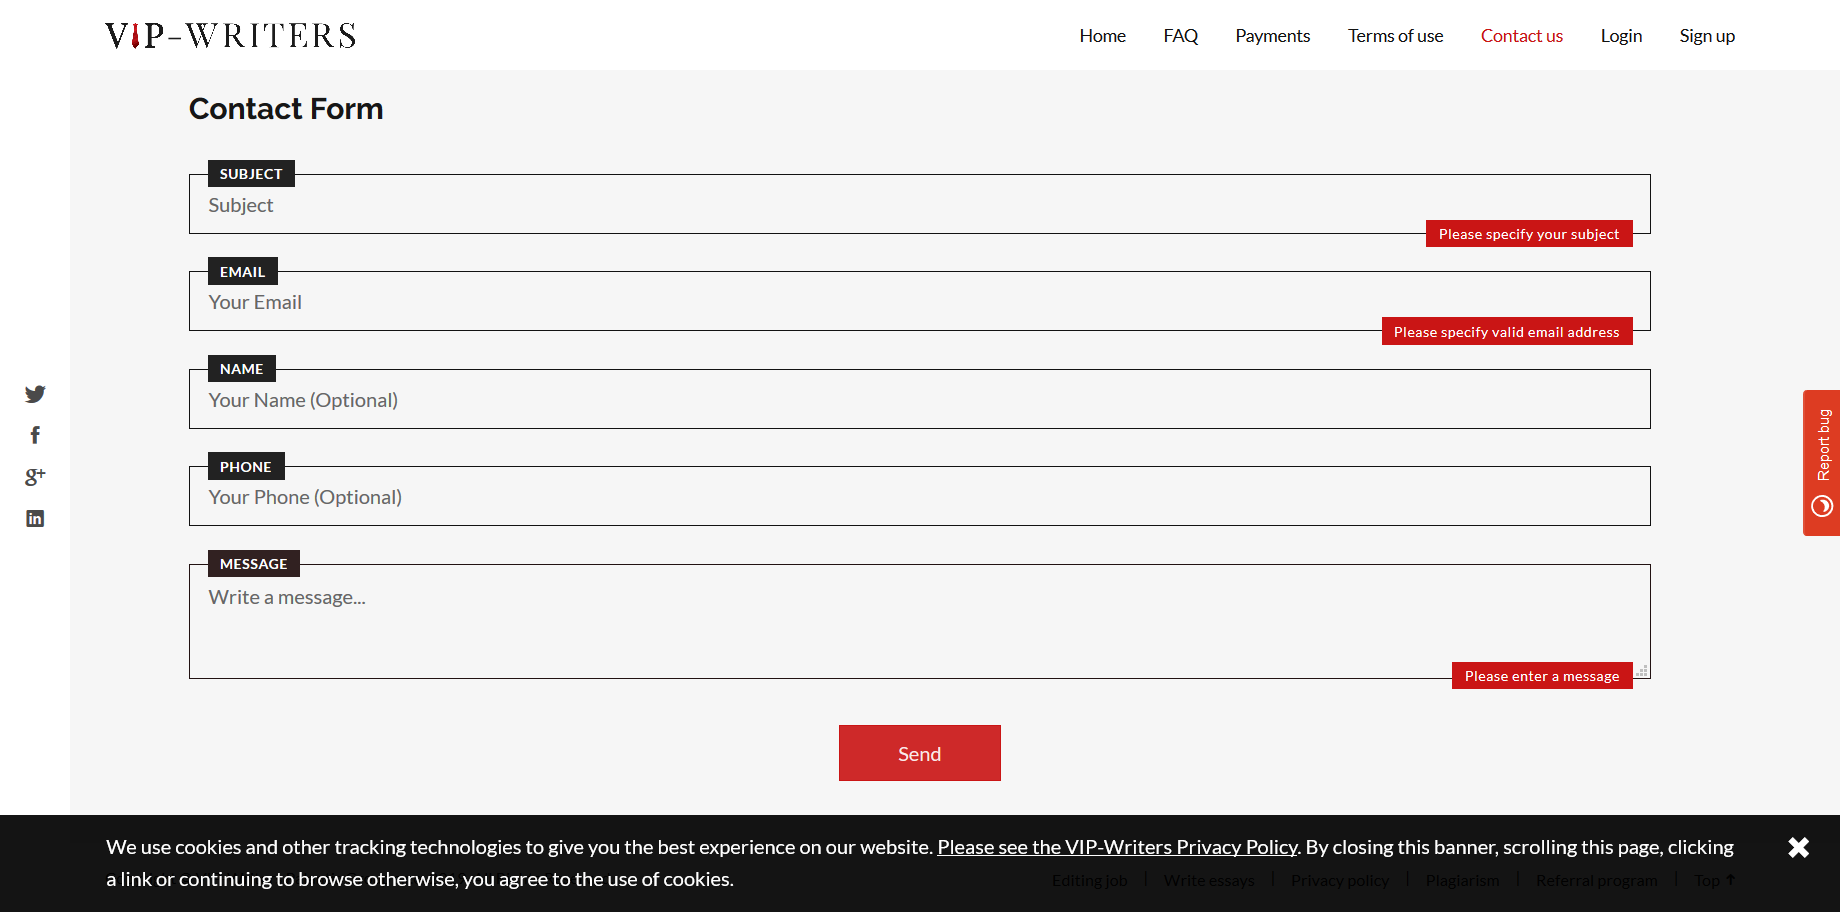 VIP-WRITERS
Home FAQ Payments Terms of use Contact us Login Sign up
Contact Form
SUBJECT
Subject
Please specify your subject
EMAIL
Your Email
Please specify valid email address
NAME
Your Name (Optional)
PHONE
Your Phone (Optional)
MESSAGE
Write a message...
Please enter a message
Send
Report bug
We use cookies and other tracking technologies to give you the best experience on our website. Please see the VIP-Writers Privacy Policy. By closing this banner, scrolling this page, clicking
a link or continuing to browse otherwise, you agree to the use of cookies.
Editing job | Write essays | Privacy policy | Plagiarism | Referral program | Top ↑